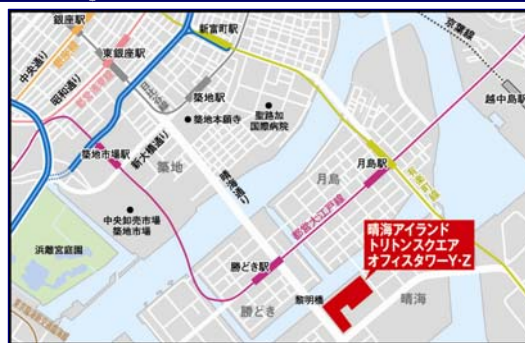 銀座駅
新富町駅
東銀座駅
中央通り
昭和通り
京葉線
越中島駅
築地駅
築地本願寺
聖路加
国際病院
新大橋通り
築地市場駅
築地
晴海通り
月島
月島駅
中央卸売市場
築地市場
都営大江戸線
浜離宮庭園
勝どき駅
黎明橋
勝どき
晴海
晴海アイランド
トリトンスクエア
オフィスタワーY・Z